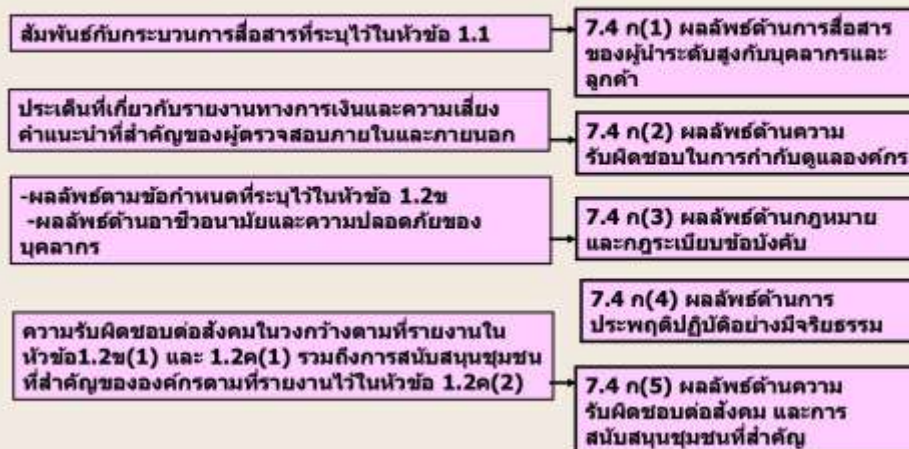 สัมพันธ์กับกระบวนการสื่อสารที่ระบุไว้ในหัวข้อ 1.1
7.4 ก(1) ผลลัพธ์ด้านการสื่อสาร
ของผู้นำระดับสูงกับบุคลากรและ
ลูกค้า
ประเด็นที่เกี่ยวกับรายงานทางการเงินและความเสี่ยง
คำแนะนำที่สำคัญของผู้ตรวจสอบภายในและภายนอก
7.4 ก(2) ผลลัพธ์ด้านความ
รับผิดชอบในการกำกับดูแลองค์กร
-ผลลัพธ์ตามข้อกำหนดที่ระบุไว้ในหัวข้อ 1.2ข
-ผลลัพธ์ด้านอาชีวอนามัยและความปลอดภัยของ
บุคลากร
7.4 ก(3) ผลลัพธ์ด้านกฎหมาย
และกฎระเบียบข้อบังคับ
7.4 ก(4) ผลลัพธ์ด้านการ
ประพฤติปฏิบัติอย่างมีจริยธรรม
ความรับผิดชอบต่อสังคมในวงกว้างตามที่รายงานใน
หัวข้อ1.2ข(1) และ 1.2ค(1) รวมถึงการสนับสนุนชุมชน
ที่สำคัญขององค์กรตามที่รายงานไว้ในหัวข้อ 1.2ค(2)
7.4 ก(5) ผลลัพธ์ด้านความ
รับผิดชอบต่อสังคม และการ
สนับสนุนชุมชนที่สำคัญ